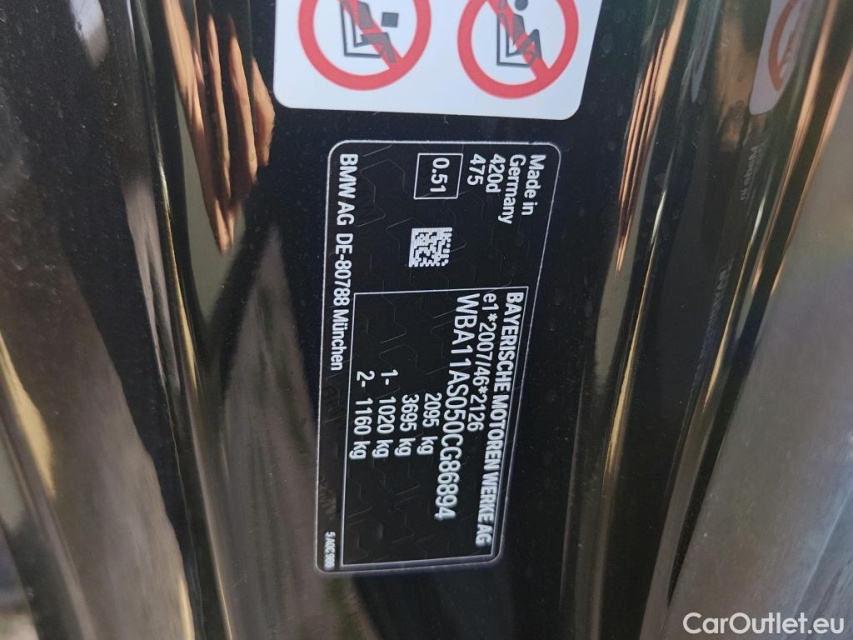 Made in
Germany
420d
475
0.51
BAYERISCHE MOTOREN WERKE AG
e1*2007/46*2126
WBA11AS050CG86894
2095 kg
3695 kg
1- 1020 kg
2- 1160 kg
BMW AG DE-80788 München
CarOutlet.eu